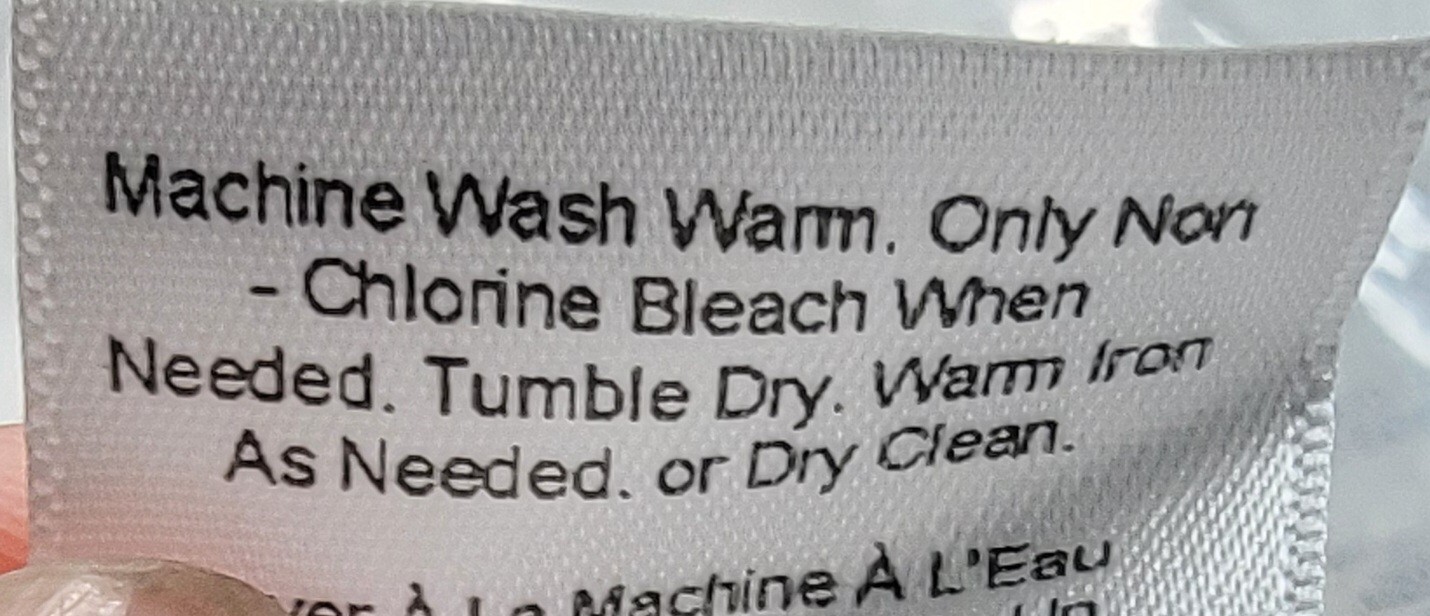 Machine Wash Warm. Only Non
- Chlorine Bleach When
Needed. Tumble Dry. Warm Iron
As Needed. or Dry Clean.
À La Machine À L'Eau